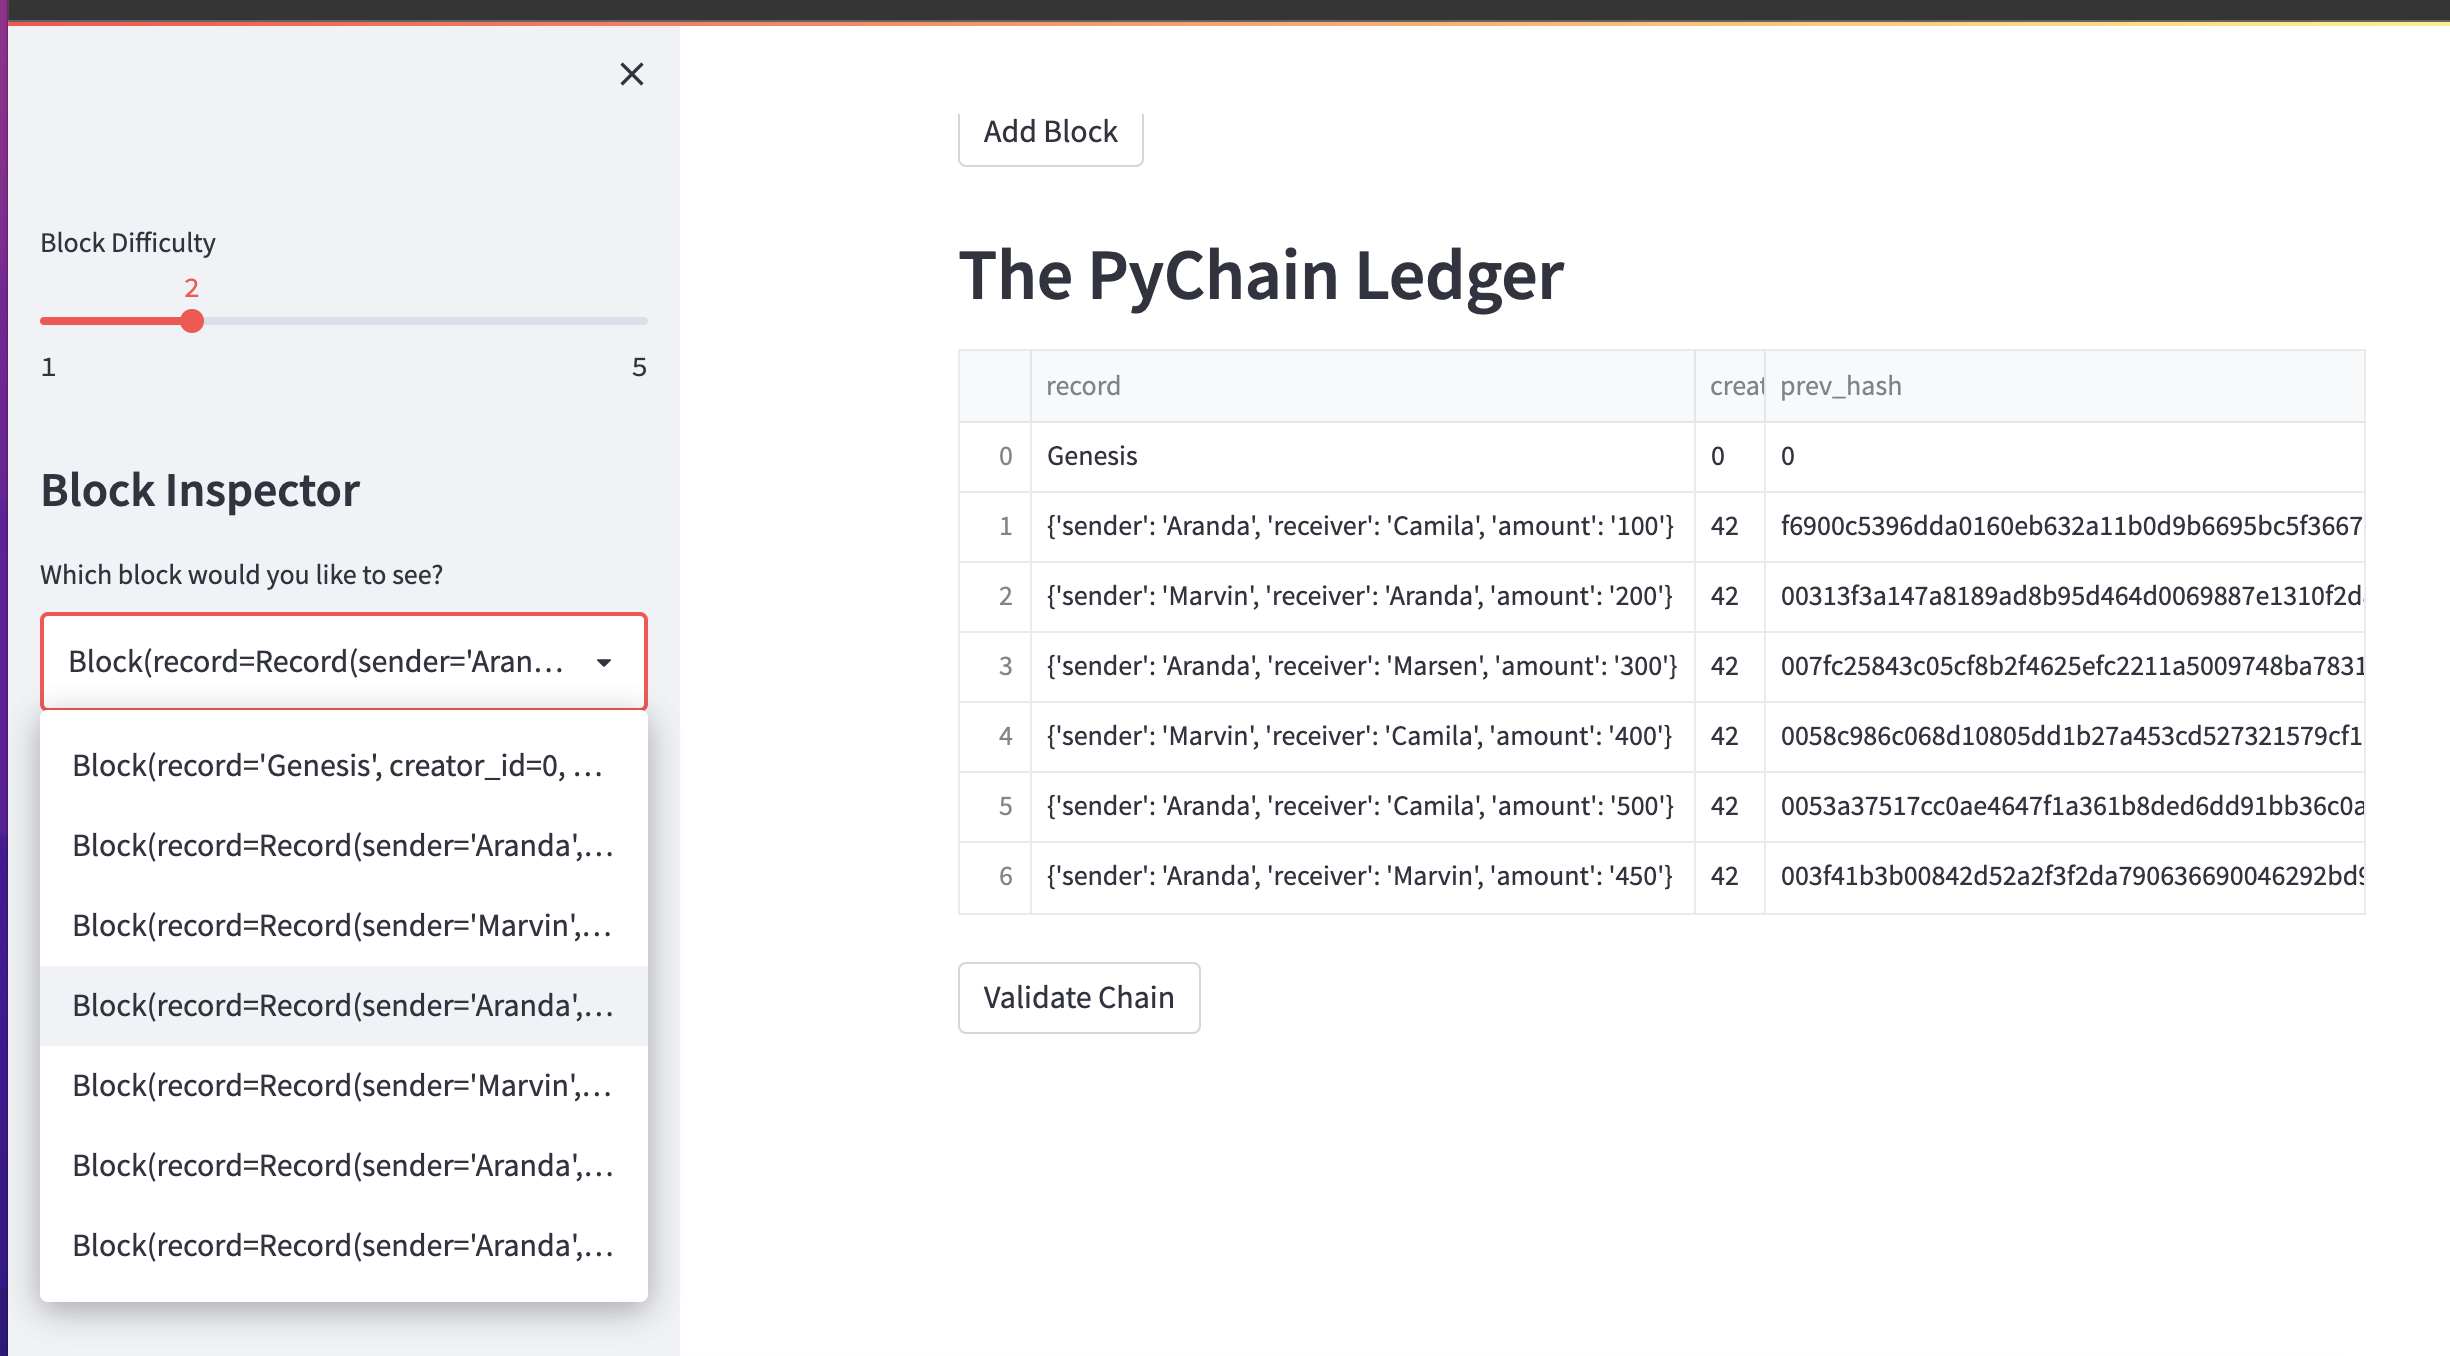 Block Difficulty
2
1 5
Block Inspector
Which block would you like to see?
Block(record=Record(sender='Aran...
Block(record='Genesis', creator_id=0, ...
Block(record=Record(sender='Aranda',...
Block(record=Record(sender='Marvin',...
Block(record=Record(sender='Aranda',...
Block(record=Record(sender='Marvin',...
Block(record=Record(sender='Aranda',...
Block(record=Record(sender='Aranda',...
Add Block
The PyChain Ledger
record creat prev_hash
0 Genesis 0 0
1 {'sender': 'Aranda', 'receiver': 'Camila', 'amount': '100'} 42 f6900c5396dda0160eb632a11b0d9b6695bc5f3667
2 {'sender': 'Marvin', 'receiver': 'Aranda', 'amount': '200'} 42 00313f3a147a8189ad8b95d464d0069887e1310f2d
3 {'sender': 'Aranda', 'receiver': 'Marsen', 'amount': '300'} 42 007fc25843c05cf8b2f4625efc2211a5009748ba7831
4 {'sender': 'Marvin', 'receiver': 'Camila', 'amount': '400'} 42 0058c986c068d10805dd1b27a453cd527321579cf1
5 {'sender': 'Aranda', 'receiver': 'Camila', 'amount': '500'} 42 0053a37517cc0ae4647f1a361b8ded6dd91bb36c0a
6 {'sender': 'Aranda', 'receiver': 'Marvin', 'amount': '450'} 42 003f41b3b00842d52a2f3f2da790636690046292bd9
Validate Chain